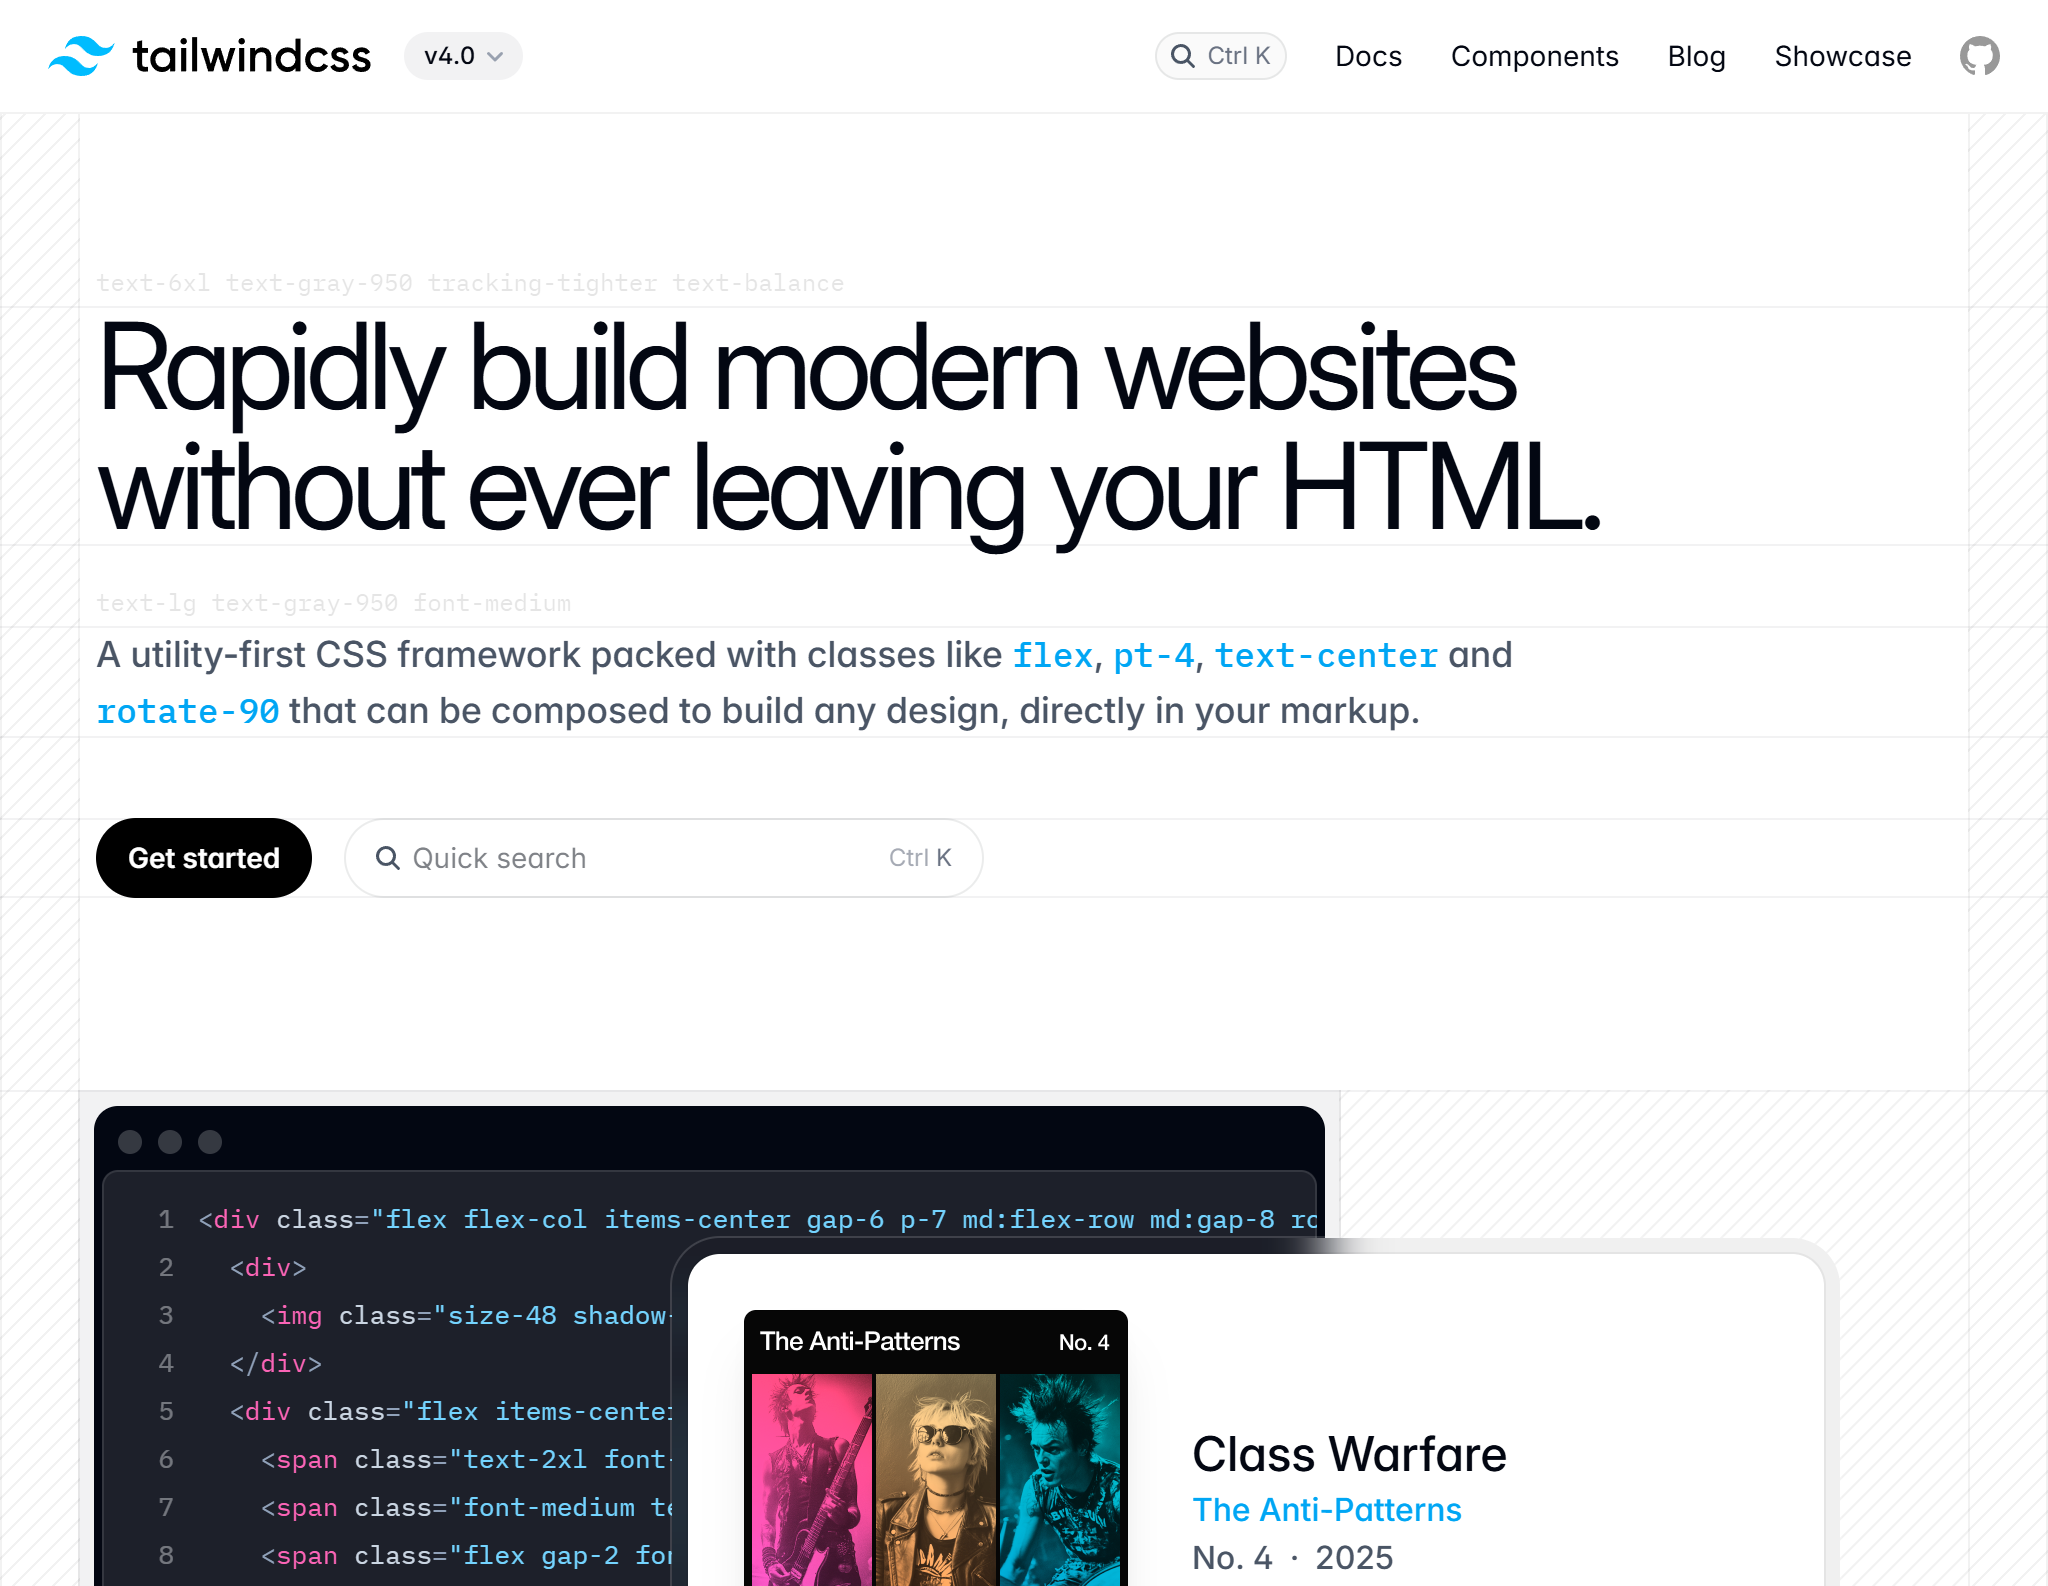 tailwindcss v4.0 Ctrl K Docs Components Blog Showcase
text-6xl text-gray-950 tracking-tighter text-balance
Rapidly build modern websites
without ever leaving your HTML.
text-lg text-gray-950 font-medium
A utility-first CSS framework packed with classes like flex, pt-4, text-center and
rotate-90 that can be composed to build any design, directly in your markup.
Get started Quick search Ctrl K
1 <div class="flex flex-col items-center gap-6 p-7 md:flex-row md:gap-8
2 <div>
3 <img class="size-48 shadow-
4 </div>
5 <div class="flex items-center
6 <span class="text-2xl font-
7 <span class="font-medium
8 <span class="flex gap-2
The Anti-Patterns No. 4
Class Warfare
The Anti-Patterns
No. 4 · 2025